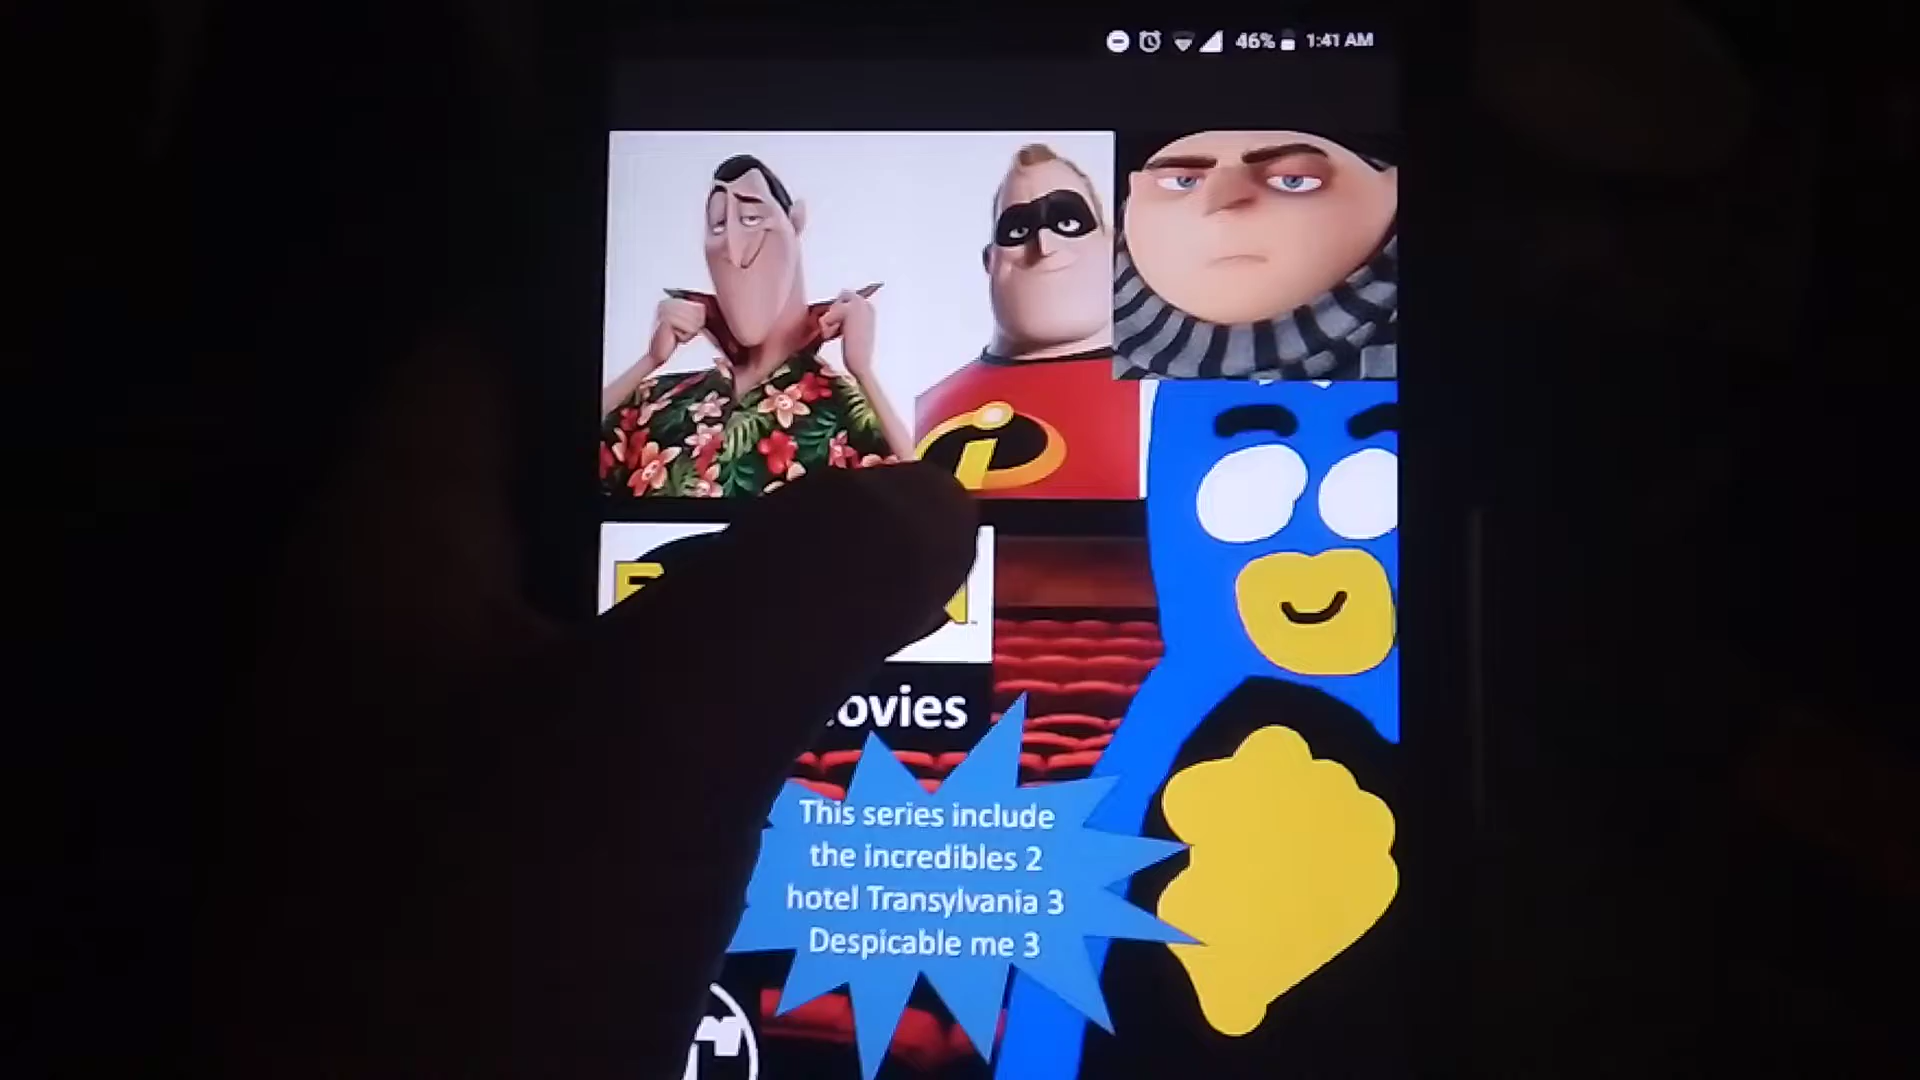 46% 1:41 AM
ovies
This series include
the incredibles 2
hotel Transylvania 3
Despicable me 3